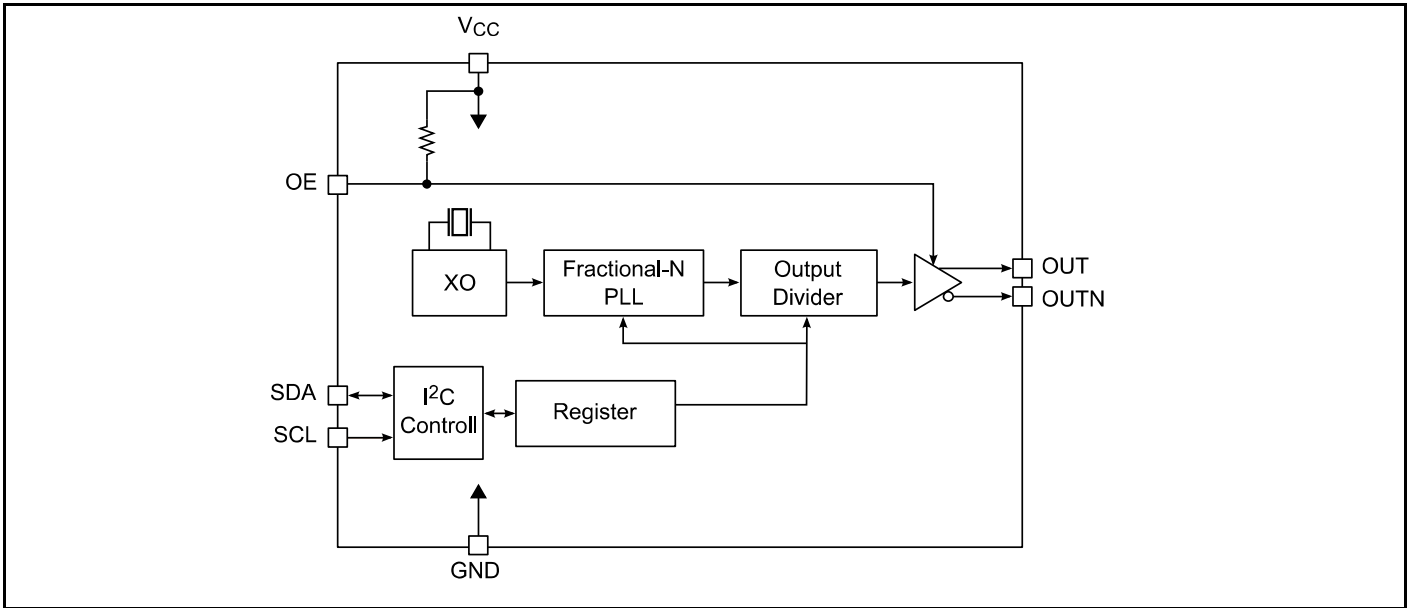 VCC
OE
XO
Fractional-N
PLL
Output
Divider
OUT
OUTN
SDA
SCL
I²C
Controll
Register
GND